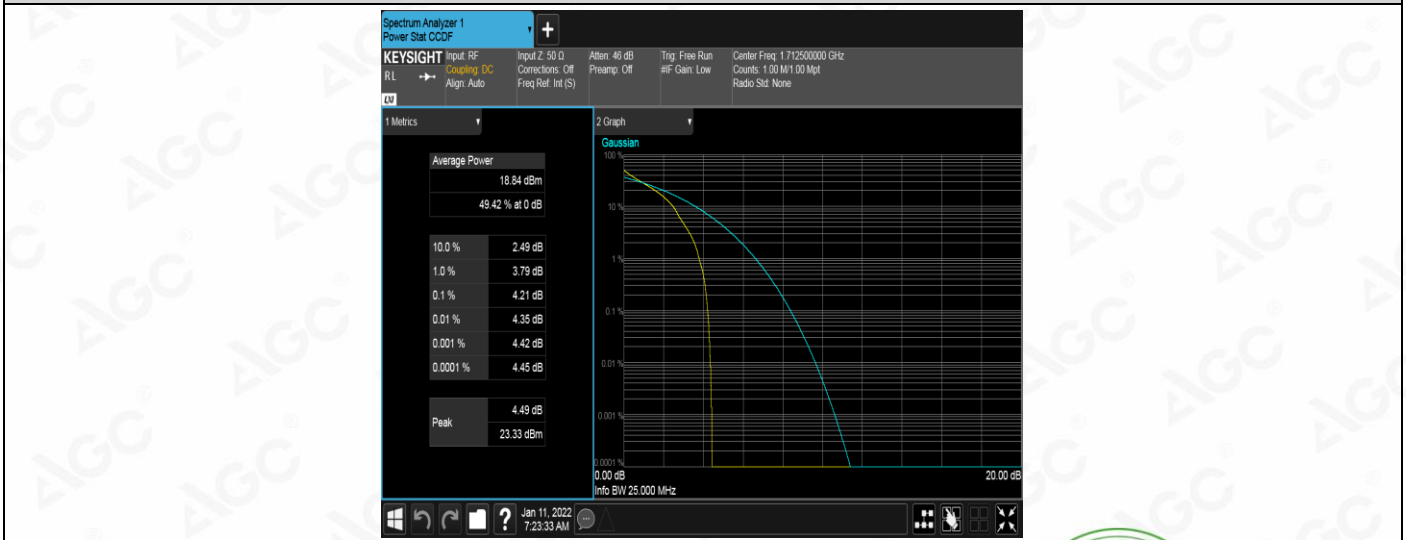 Spectrum Analyzer 1
Power Stat CCDF
+
KEYSIGHT
RL
LXI
Input: RF
Coupling: DC
Align: Auto
Input Z: 50 Ω
Corrections: Off
Freq Ref: Int (S)
Atten: 46 dB
Preamp: Off
Trig: Free Run
#IF Gain: Low
Center Freq: 1.712500000 GHz
Counts: 1.00 M/1.00 Mpt
Radio Std: None
1 Metrics
Average Power
18.84 dBm
49.42 % at 0 dB
10.0 % 2.49 dB
1.0 % 3.79 dB
0.1 % 4.21 dB
0.01 % 4.35 dB
0.001 % 4.42 dB
0.0001 % 4.45 dB
Peak
4.49 dB
23.33 dBm
2 Graph
Gaussian
100 %
10 %
1 %
0.1 %
0.01 %
0.001 %
0.0001 %
0.00 dB 20.00 dB
Info BW 25.000 MHz
?
Jan 11, 2022
7:23:33 AM
AGC